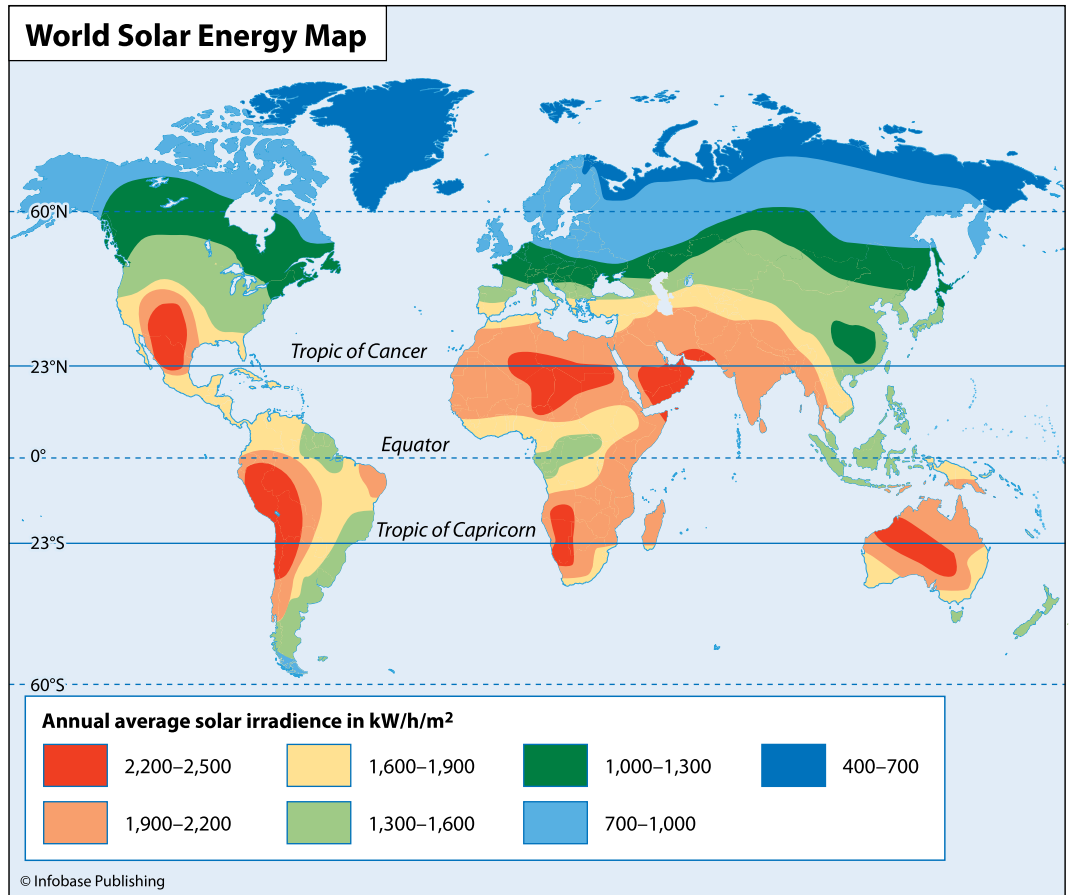 World Solar Energy Map
60°N
Tropic of Cancer
23°N
Equator
0°
Tropic of Capricorn
23°S
60°S
Annual average solar irradience in kW/h/m²
2,200–2,500
1,600–1,900
1,000–1,300
400–700
1,900–2,200
1,300–1,600
700–1,000
© Infobase Publishing